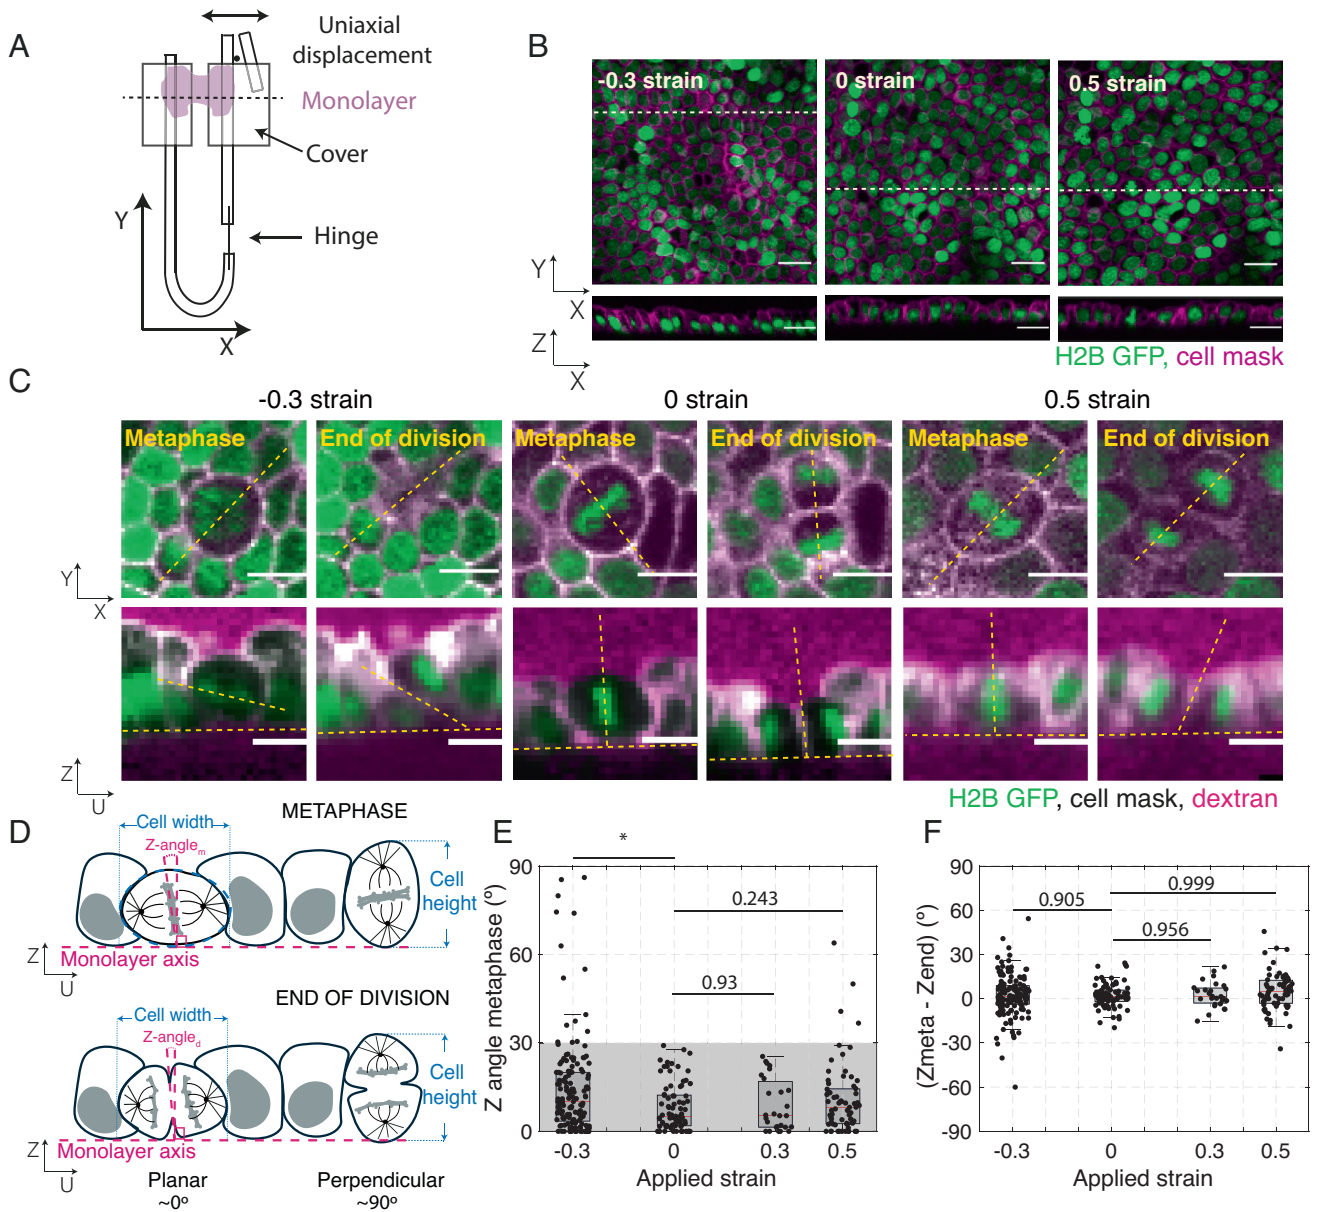 A
Uniaxial
displacement
Monolayer
Cover
Y
Hinge
X
B
-0.3 strain
0 strain
0.5 strain
Y
X
Z
X
H2B GFP, cell mask
C
-0.3 strain
0 strain
0.5 strain
Metaphase
End of division
Metaphase
End of division
Metaphase
End of division
Y
X
Z
U
H2B GFP, cell mask, dextran
D
METAPHASE
Cell width
Z-angleₘ
Cell
height
Z
Monolayer axis
U
END OF DIVISION
Cell width
Z-angle_d
Cell
height
Z
Monolayer axis
U
Planar
~0º
Perpendicular
~90º
E
Z angle metaphase (º)
90
60
30
0
*
0.243
0.93
-0.3
0
0.3
0.5
Applied strain
F
(Zmeta - Zend) (º)
90
60
30
0
-30
-60
-90
0.905
0.999
0.956
-0.3
0
0.3
0.5
Applied strain